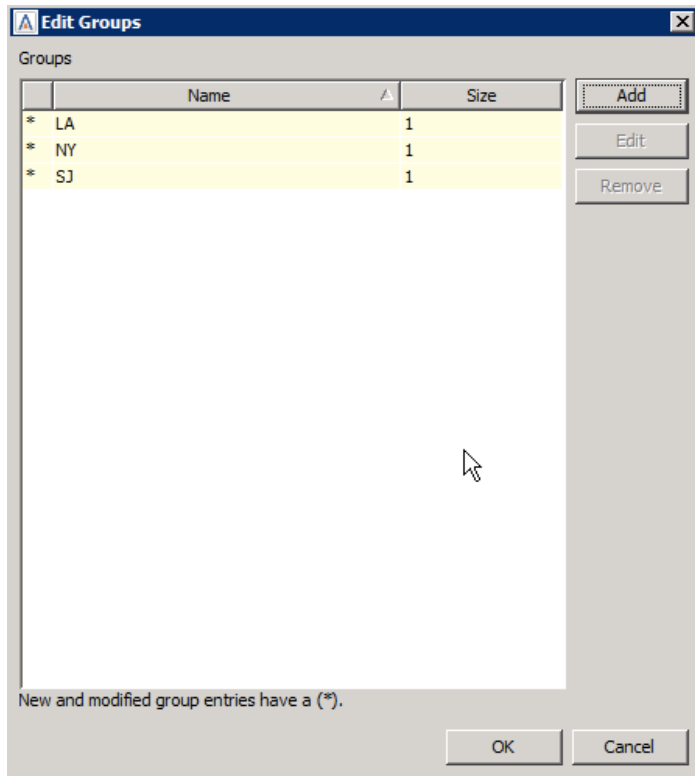 Edit Groups
Groups
Name Size
* LA 1
* NY 1
* SJ 1
Add
Edit
Remove
New and modified group entries have a (*).
OK Cancel